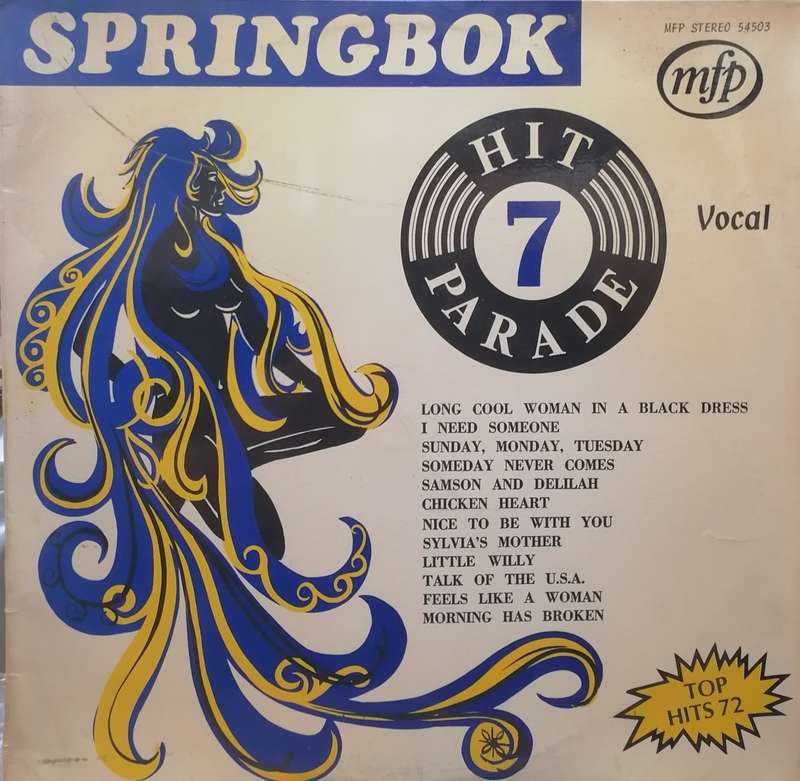 SPRINGBOK
MFP STEREO 54503
mfp
HIT
7
PARADE
Vocal
LONG COOL WOMAN IN A BLACK DRESS
I NEED SOMEONE
SUNDAY, MONDAY, TUESDAY
SOMEDAY NEVER COMES
SAMSON AND DELILAH
CHICKEN HEART
NICE TO BE WITH YOU
SYLVIA'S MOTHER
LITTLE WILLY
TALK OF THE U.S.A.
FEELS LIKE A WOMAN
MORNING HAS BROKEN
TOP
HITS 72